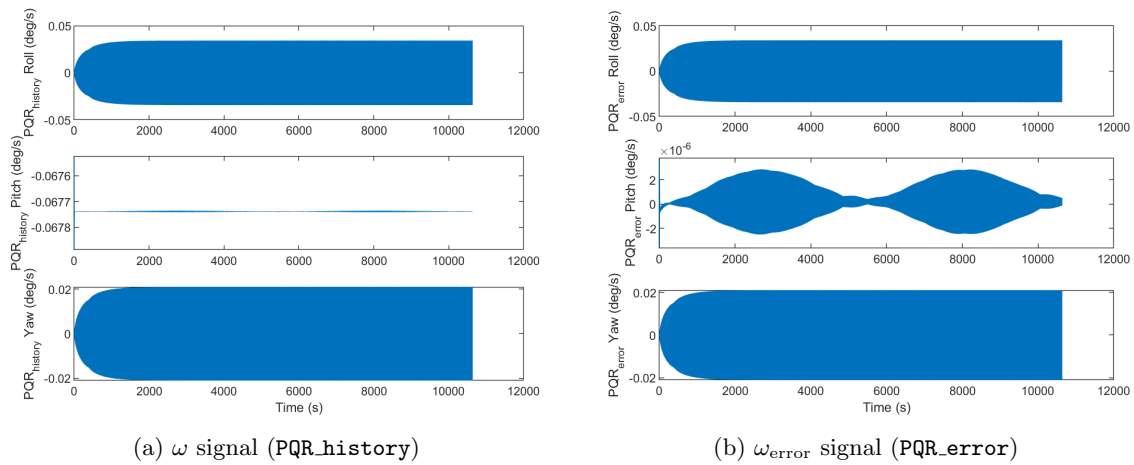 0.05
0
-0.05
PQR_history Roll (deg/s)
0 2000 4000 6000 8000 10000 12000
-0.0676
-0.0677
-0.0678
PQR_history Pitch (deg/s)
0 2000 4000 6000 8000 10000 12000
0.02
0
-0.02
PQR_history Yaw (deg/s)
0 2000 4000 6000 8000 10000 12000
Time (s)
(a) ω signal (PQR_history)
0.05
0
-0.05
PQR_error Roll (deg/s)
0 2000 4000 6000 8000 10000 12000
×10⁻⁶
2
0
-2
PQR_error Pitch (deg/s)
0 2000 4000 6000 8000 10000 12000
0.02
0
-0.02
PQR_error Yaw (deg/s)
0 2000 4000 6000 8000 10000 12000
Time (s)
(b) ω_error signal (PQR_error)